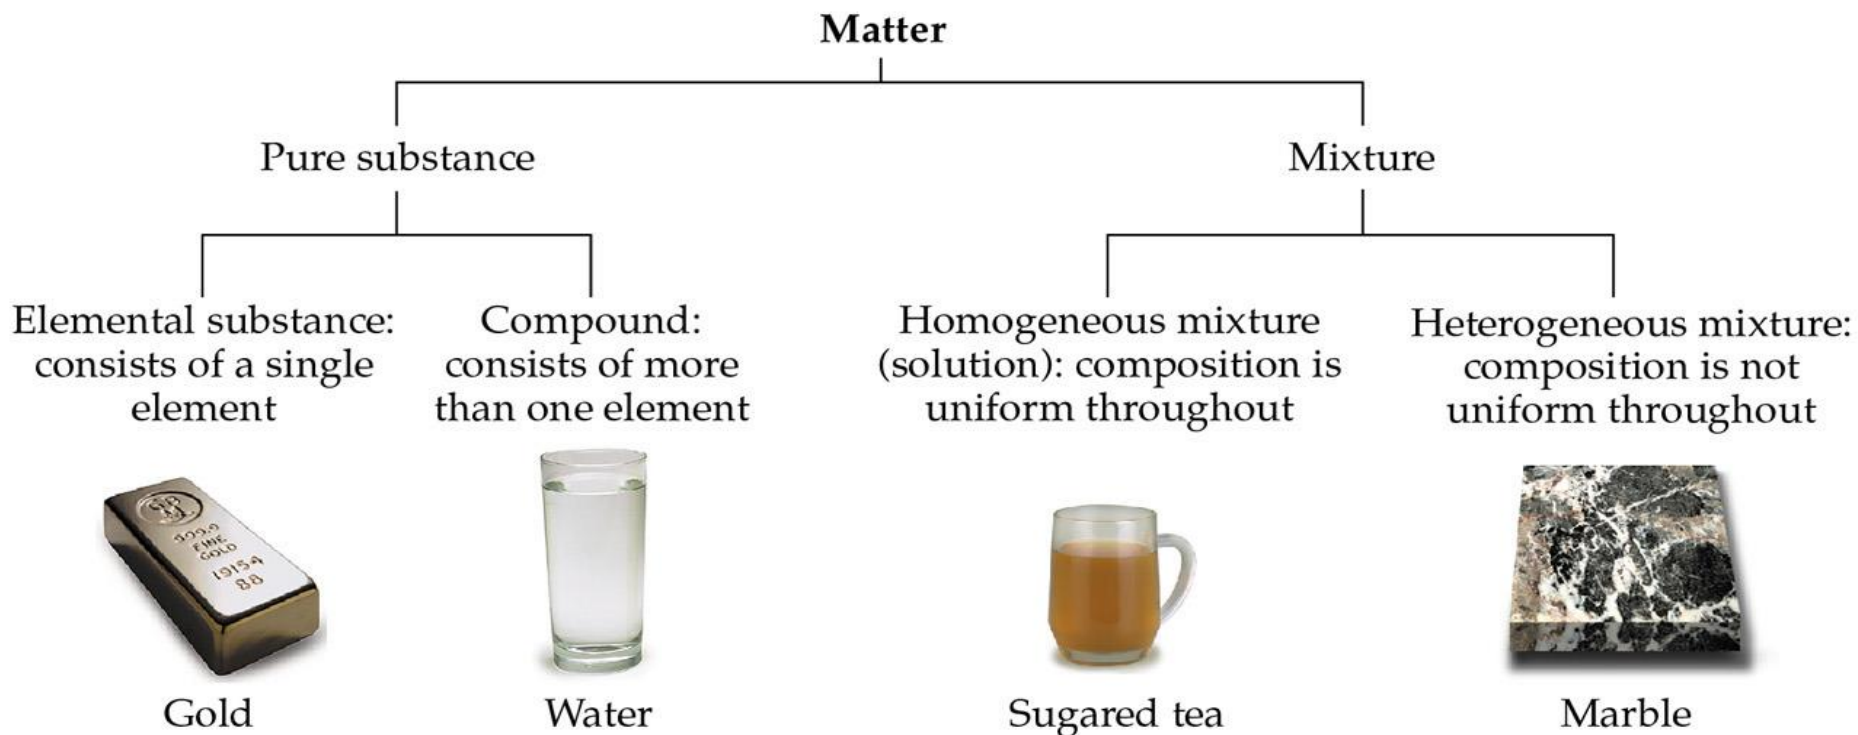 Matter
Pure substance
Mixture
Elemental substance:
consists of a single
element
Compound:
consists of more
than one element
Homogeneous mixture
(solution): composition is
uniform throughout
Heterogeneous mixture:
composition is not
uniform throughout
999.9
FINE
GOLD
19154
88
Gold
Water
Sugared tea
Marble